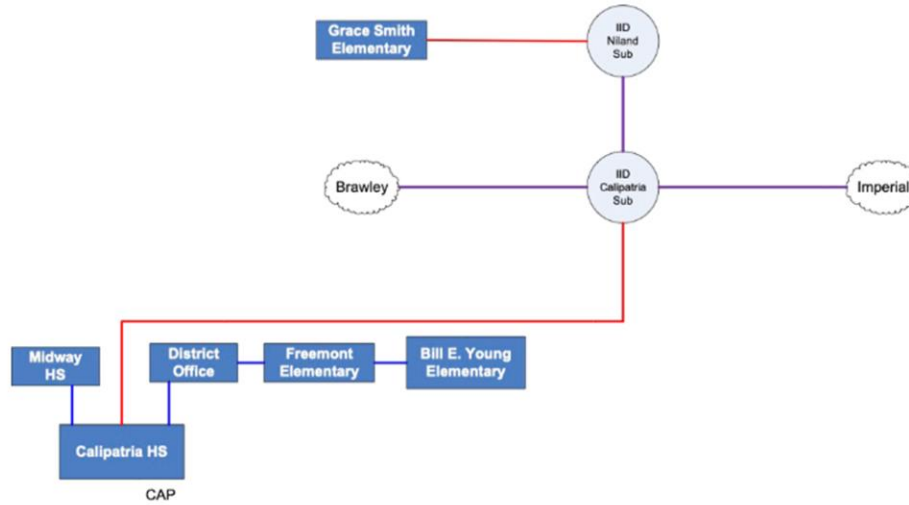 Grace Smith
Elementary
IID
Niland
Sub
Brawley
IID
Calipatria
Sub
Imperial
Midway
HS
District
Office
Freemont
Elementary
Bill E. Young
Elementary
Calipatria HS
CAP